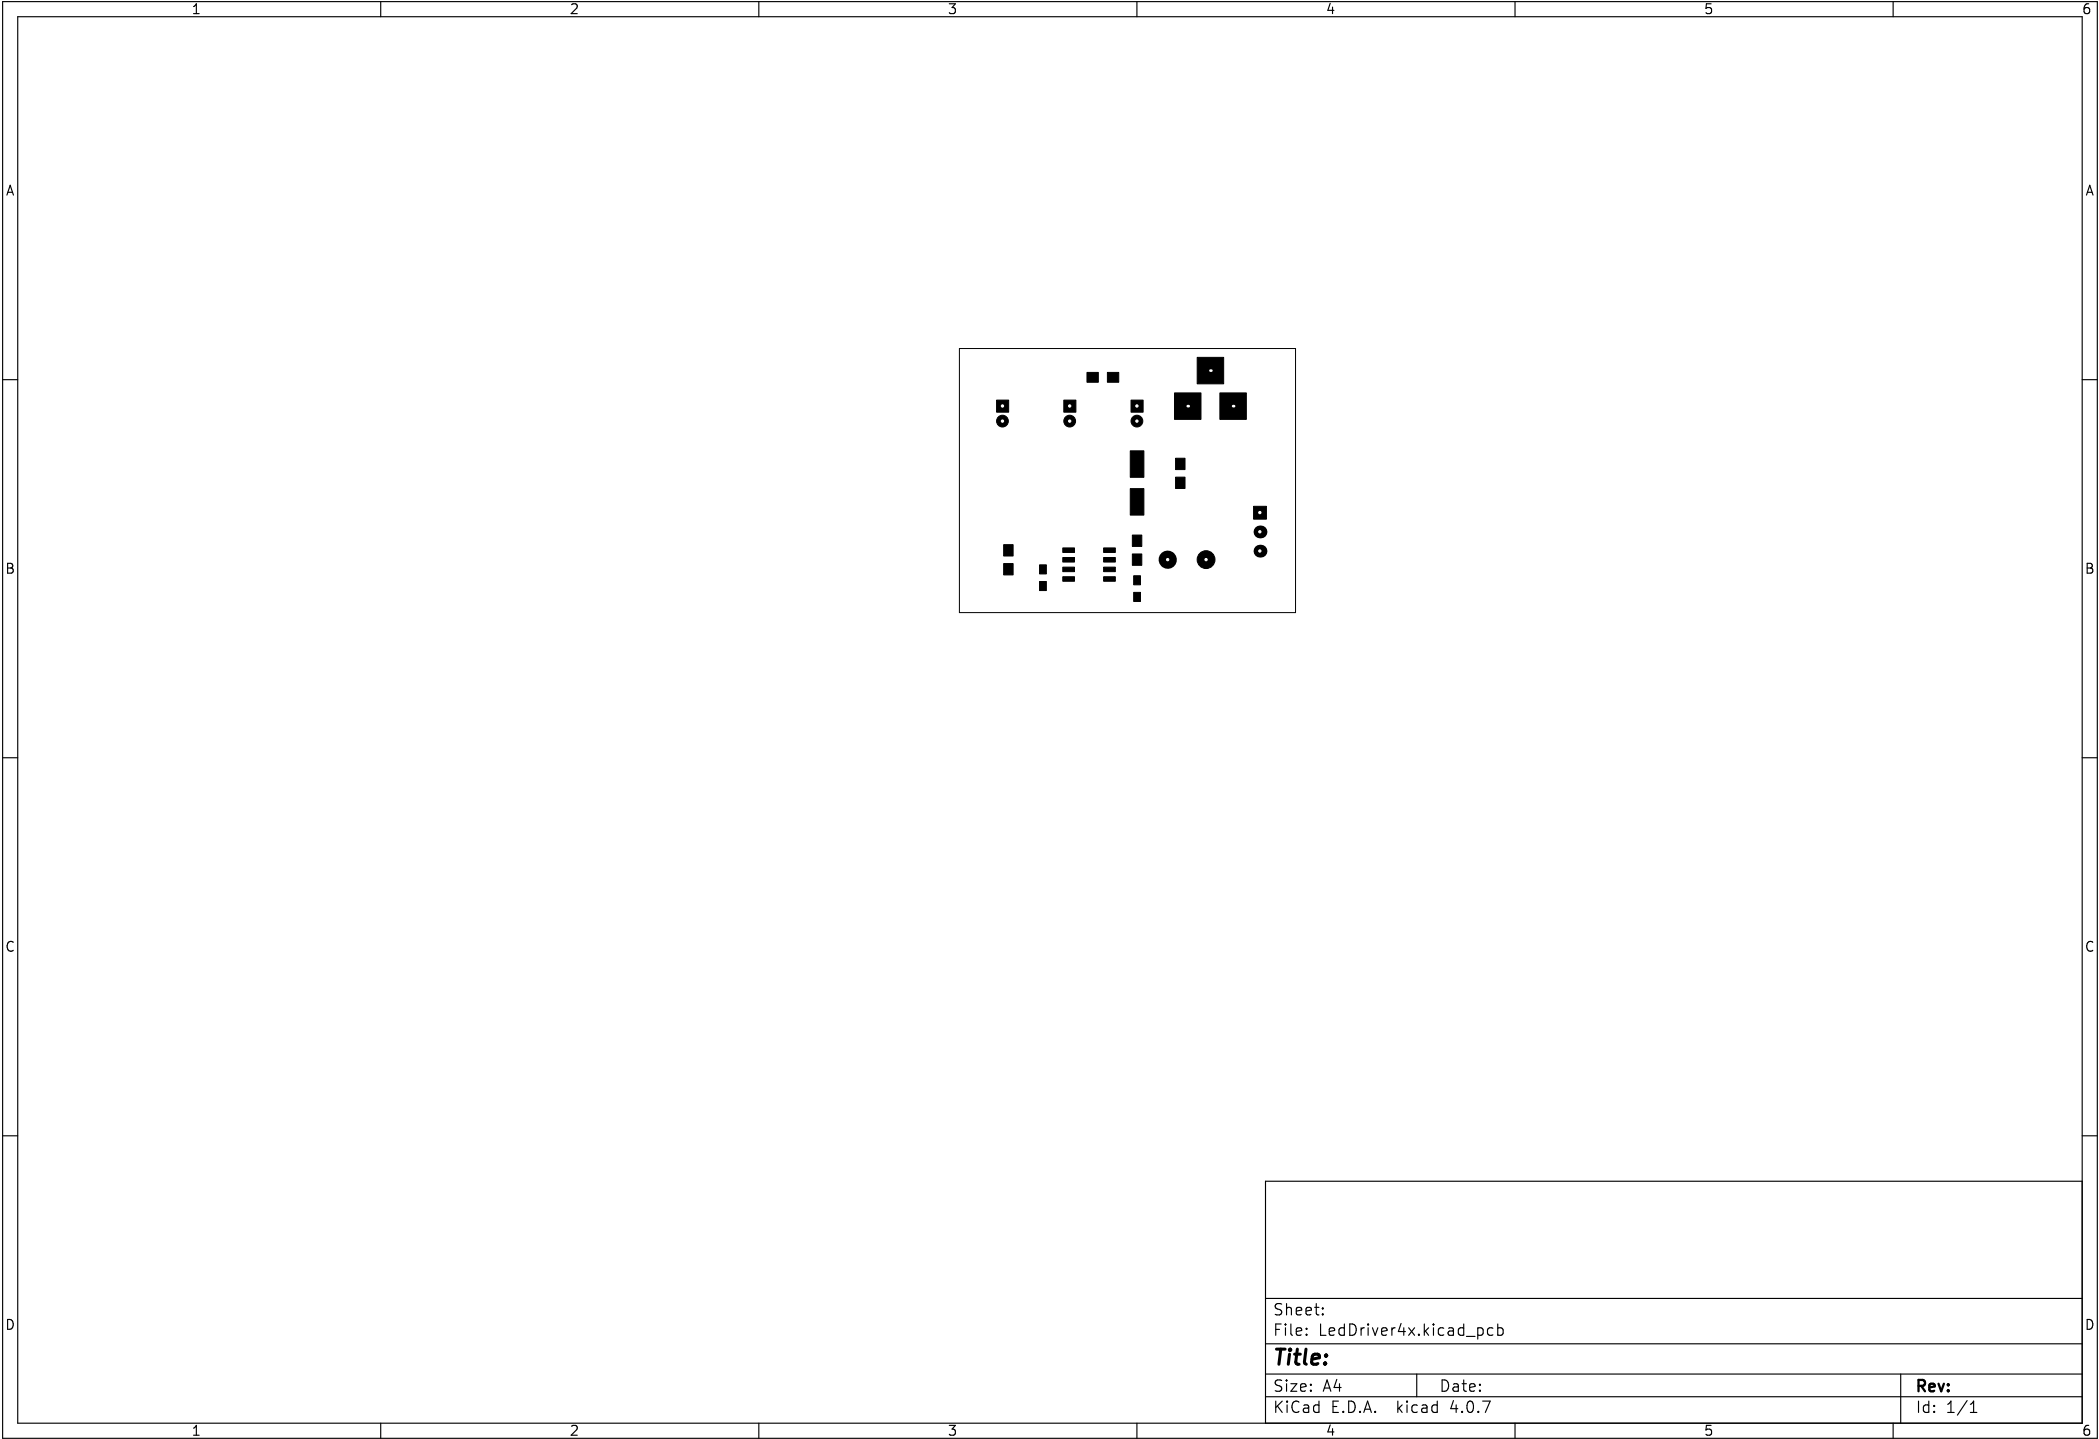 1 2 3 4 5 6
A A
B B
C C
Sheet:
File: LedDriver4x.kicad_pcb
D D
Title:
Size: A4 Date: Rev:
KiCad E.D.A. kicad 4.0.7 Id: 1/1
1 2 3 4 5 6